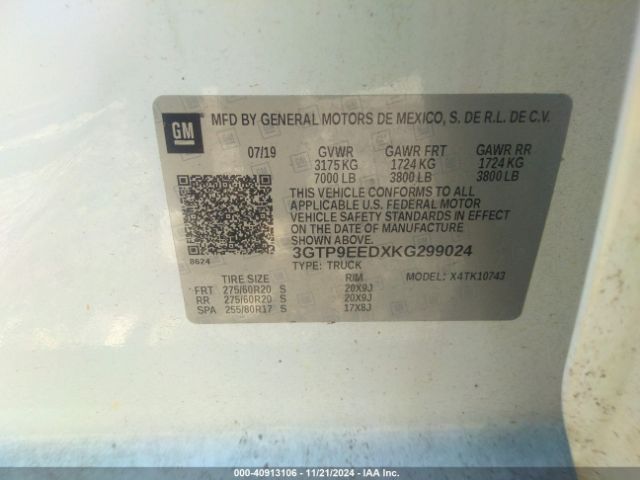 GM
MFD BY GENERAL MOTORS DE MEXICO, S. DE R.L. DE C.V.
07/19 GVWR GAWR FRT GAWR RR
3175 KG 1724 KG 1724 KG
7000 LB 3800 LB 3800 LB
THIS VEHICLE CONFORMS TO ALL
APPLICABLE U.S. FEDERAL MOTOR
VEHICLE SAFETY STANDARDS IN EFFECT
ON THE DATE OF MANUFACTURE
SHOWN ABOVE.
8624
3GTP9EEDXKG299024
TYPE: TRUCK MODEL: X4TK10743
TIRE SIZE RIM
FRT 275/60R20 S 20X9J
RR 275/60R20 S 20X9J
SPA 255/80R17 S 17X8J
000-40913106 - 11/21/2024 - IAA Inc.